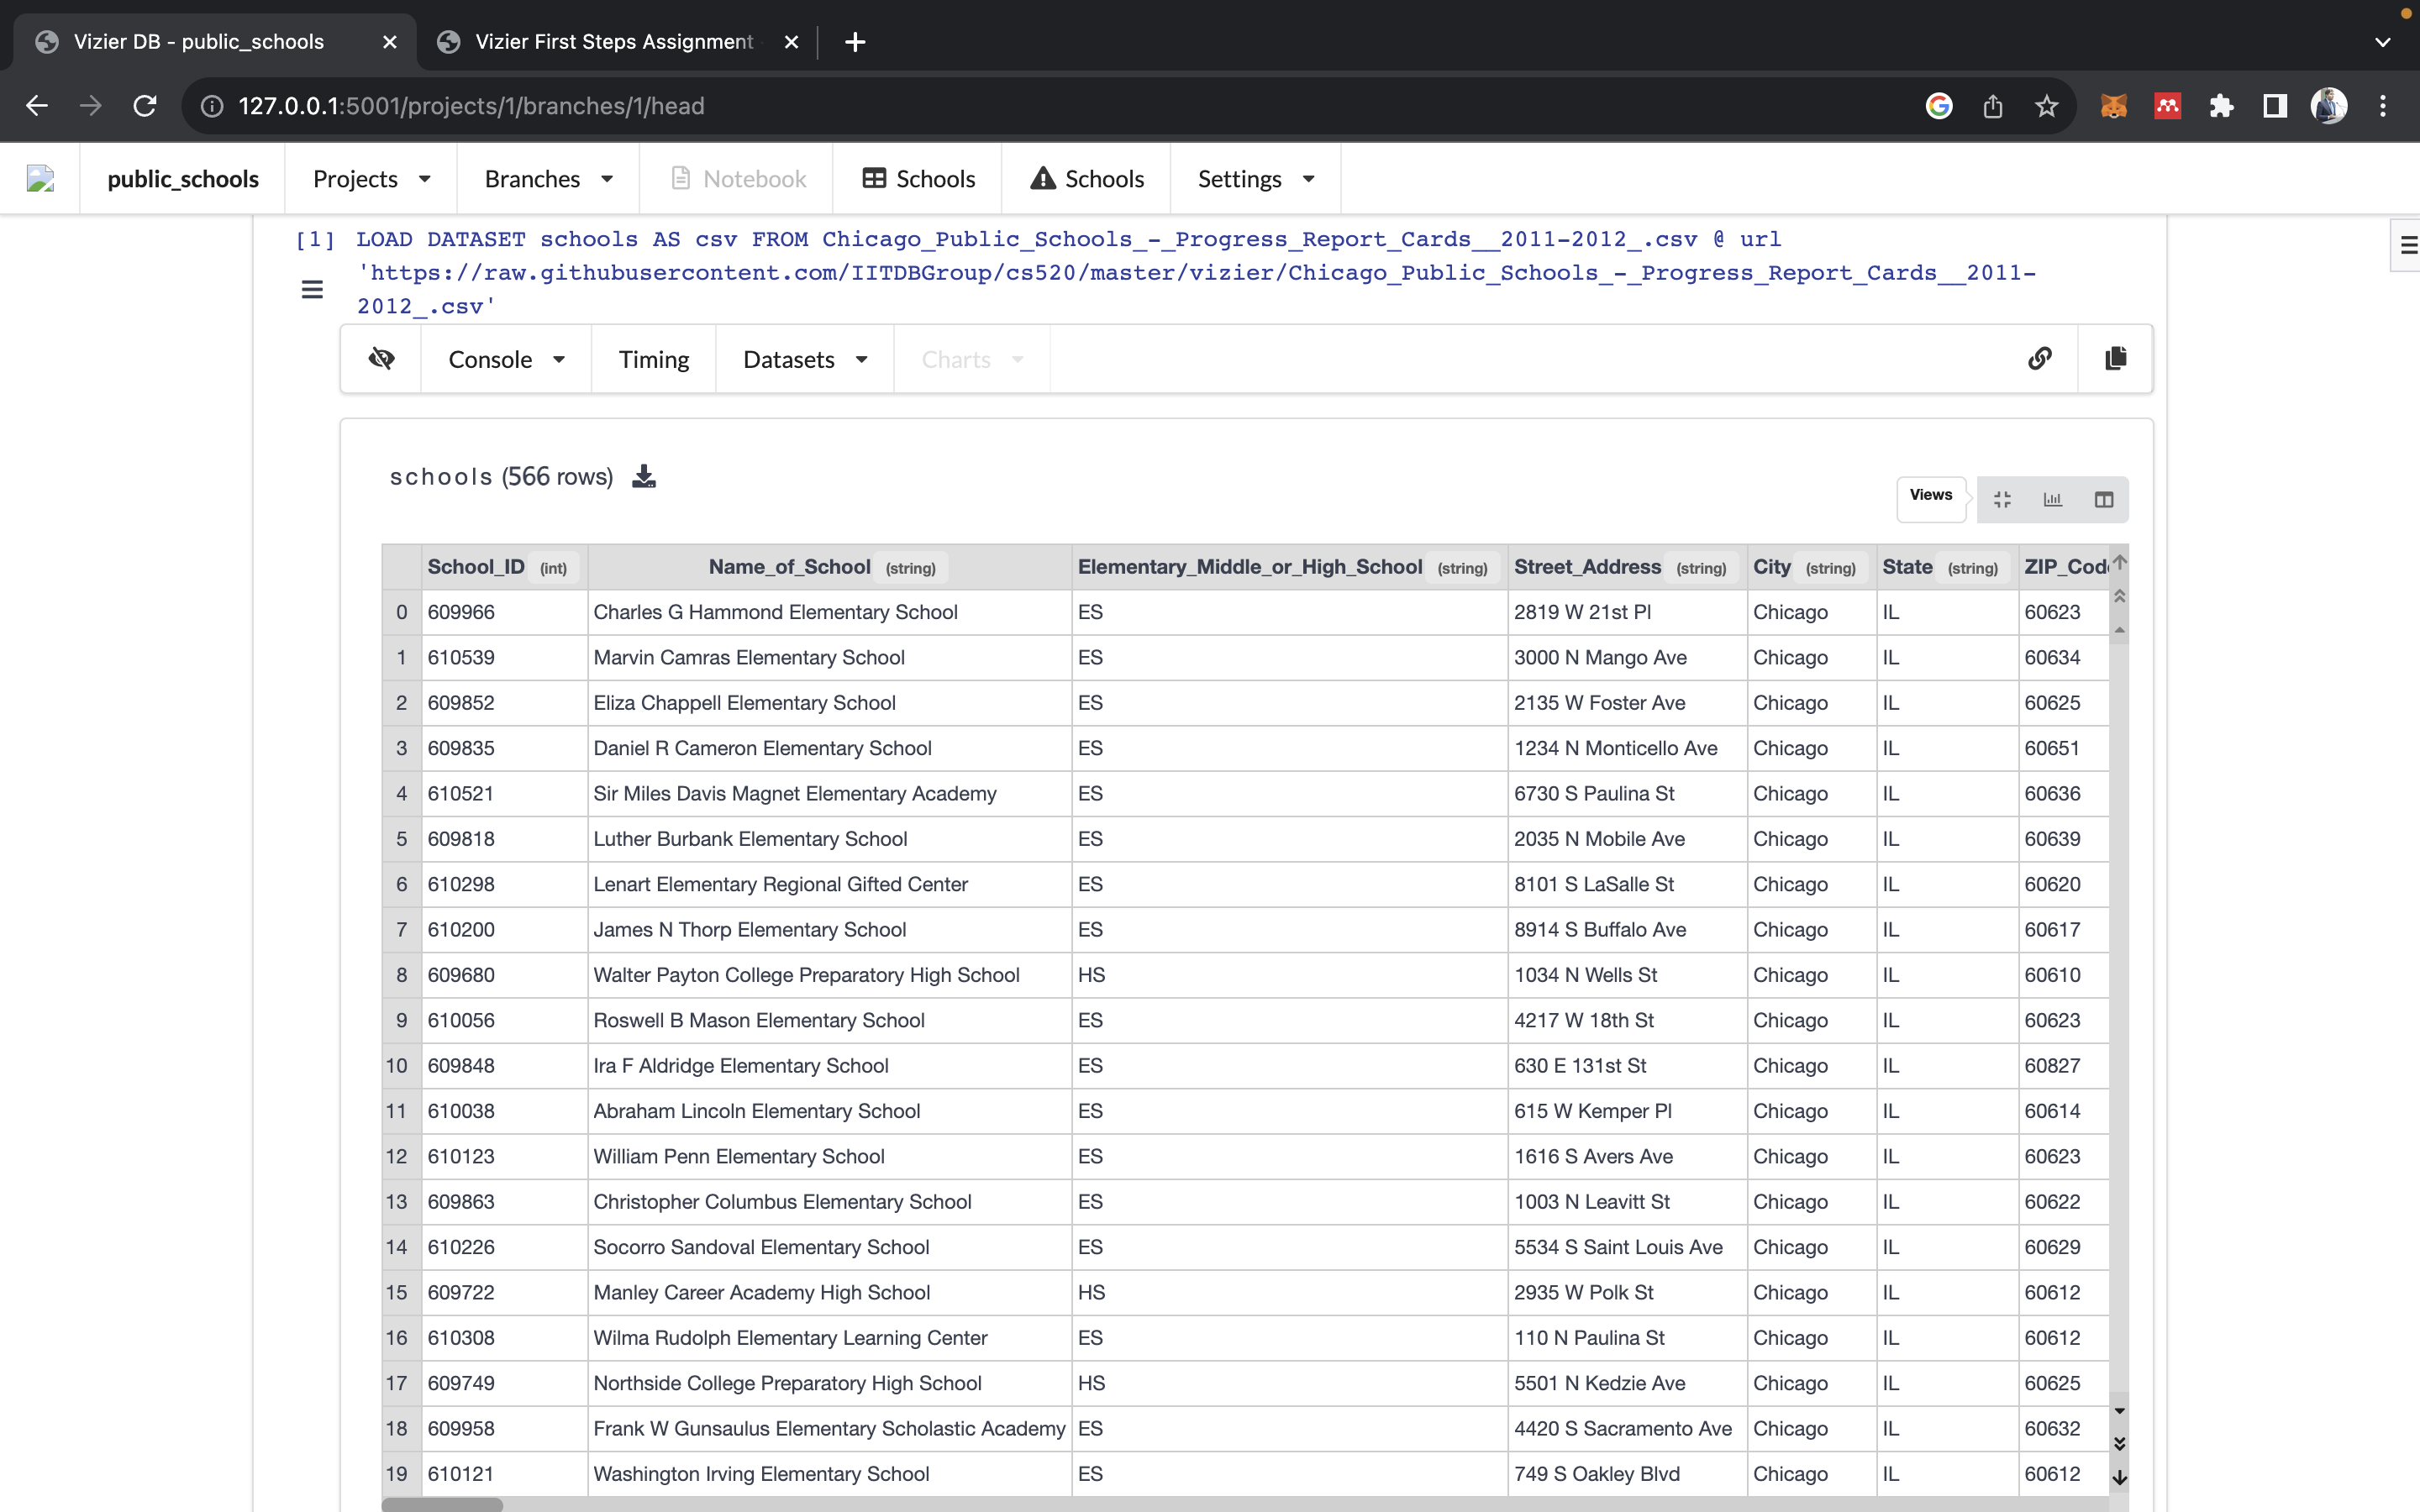 Vizier DB - public_schools
Vizier First Steps Assignment
127.0.0.1:5001/projects/1/branches/1/head
public_schools Projects Branches Notebook Schools Schools Settings
[1] LOAD DATASET schools AS csv FROM Chicago_Public_Schools_-_Progress_Report_Cards__2011-2012_.csv @ url
'https://raw.githubusercontent.com/IITDBGroup/cs520/master/vizier/Chicago_Public_Schools_-_Progress_Report_Cards__2011-
2012_.csv'
Console Timing Datasets Charts
schools (566 rows)
Views
School_ID (int) Name_of_School (string) Elementary_Middle_or_High_School (string) Street_Address (string) City (string) State (string) ZIP_Cod
0 609966 Charles G Hammond Elementary School ES 2819 W 21st Pl Chicago IL 60623
1 610539 Marvin Camras Elementary School ES 3000 N Mango Ave Chicago IL 60634
2 609852 Eliza Chappell Elementary School ES 2135 W Foster Ave Chicago IL 60625
3 609835 Daniel R Cameron Elementary School ES 1234 N Monticello Ave Chicago IL 60651
4 610521 Sir Miles Davis Magnet Elementary Academy ES 6730 S Paulina St Chicago IL 60636
5 609818 Luther Burbank Elementary School ES 2035 N Mobile Ave Chicago IL 60639
6 610298 Lenart Elementary Regional Gifted Center ES 8101 S LaSalle St Chicago IL 60620
7 610200 James N Thorp Elementary School ES 8914 S Buffalo Ave Chicago IL 60617
8 609680 Walter Payton College Preparatory High School HS 1034 N Wells St Chicago IL 60610
9 610056 Roswell B Mason Elementary School ES 4217 W 18th St Chicago IL 60623
10 609848 Ira F Aldridge Elementary School ES 630 E 131st St Chicago IL 60827
11 610038 Abraham Lincoln Elementary School ES 615 W Kemper Pl Chicago IL 60614
12 610123 William Penn Elementary School ES 1616 S Avers Ave Chicago IL 60623
13 609863 Christopher Columbus Elementary School ES 1003 N Leavitt St Chicago IL 60622
14 610226 Socorro Sandoval Elementary School ES 5534 S Saint Louis Ave Chicago IL 60629
15 609722 Manley Career Academy High School HS 2935 W Polk St Chicago IL 60612
16 610308 Wilma Rudolph Elementary Learning Center ES 110 N Paulina St Chicago IL 60612
17 609749 Northside College Preparatory High School HS 5501 N Kedzie Ave Chicago IL 60625
18 609958 Frank W Gunsaulus Elementary Scholastic Academy ES 4420 S Sacramento Ave Chicago IL 60632
19 610121 Washington Irving Elementary School ES 749 S Oakley Blvd Chicago IL 60612